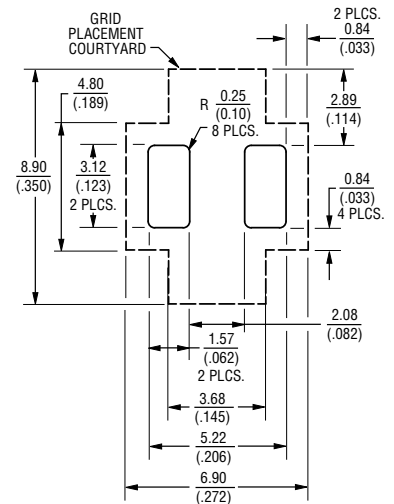 GRID
PLACEMENT
COURTYARD
2 PLCS.
0.84
(.033)
4.80
(.189)
R 0.25
(0.10)
8 PLCS.
2.89
(.114)
8.90
(.350)
3.12
(.123)
2 PLCS.
0.84
(.033)
4 PLCS.
2.08
(.082)
1.57
(.062)
2 PLCS.
3.68
(.145)
5.22
(.206)
6.90
(.272)